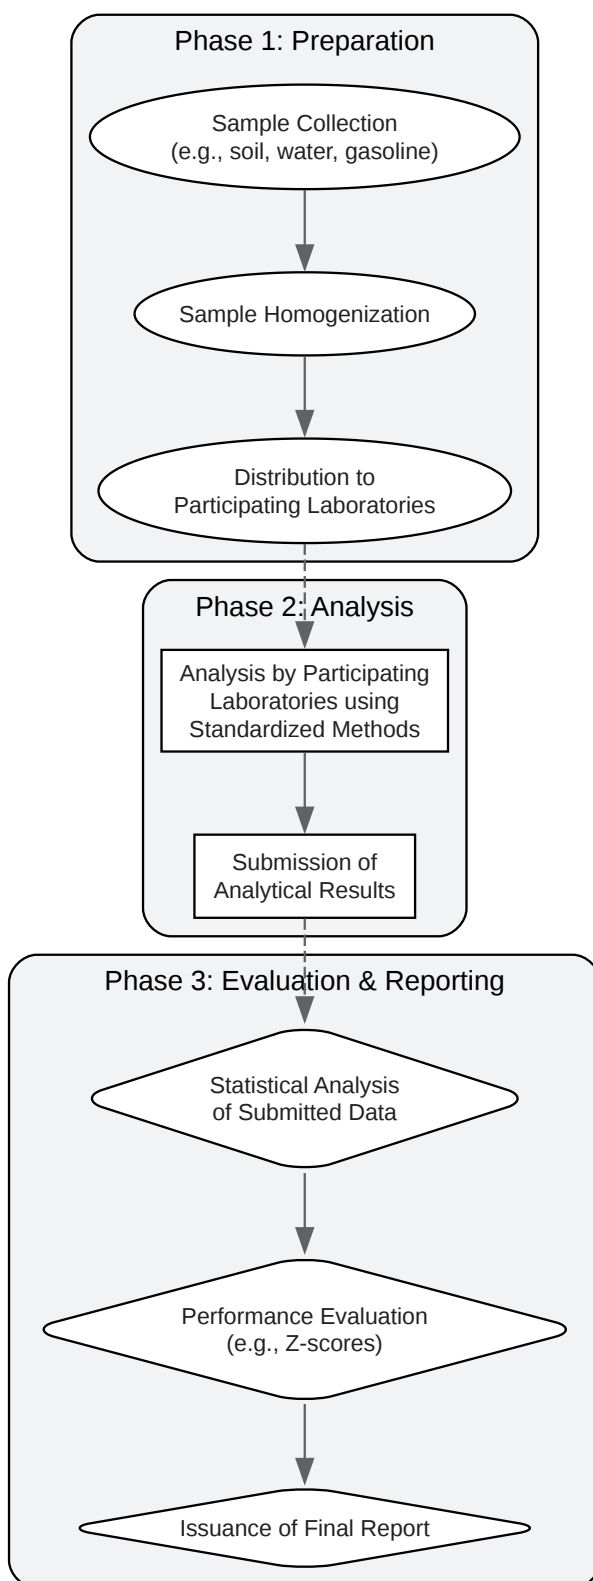 Phase 1: Preparation
Sample Collection
(e.g., soil, water, gasoline)
Sample Homogenization
Distribution to
Participating Laboratories
Phase 2: Analysis
Analysis by Participating
Laboratories using
Standardized Methods
Submission of
Analytical Results
Phase 3: Evaluation & Reporting
Statistical Analysis
of Submitted Data
Performance Evaluation
(e.g., Z-scores)
Issuance of Final Report